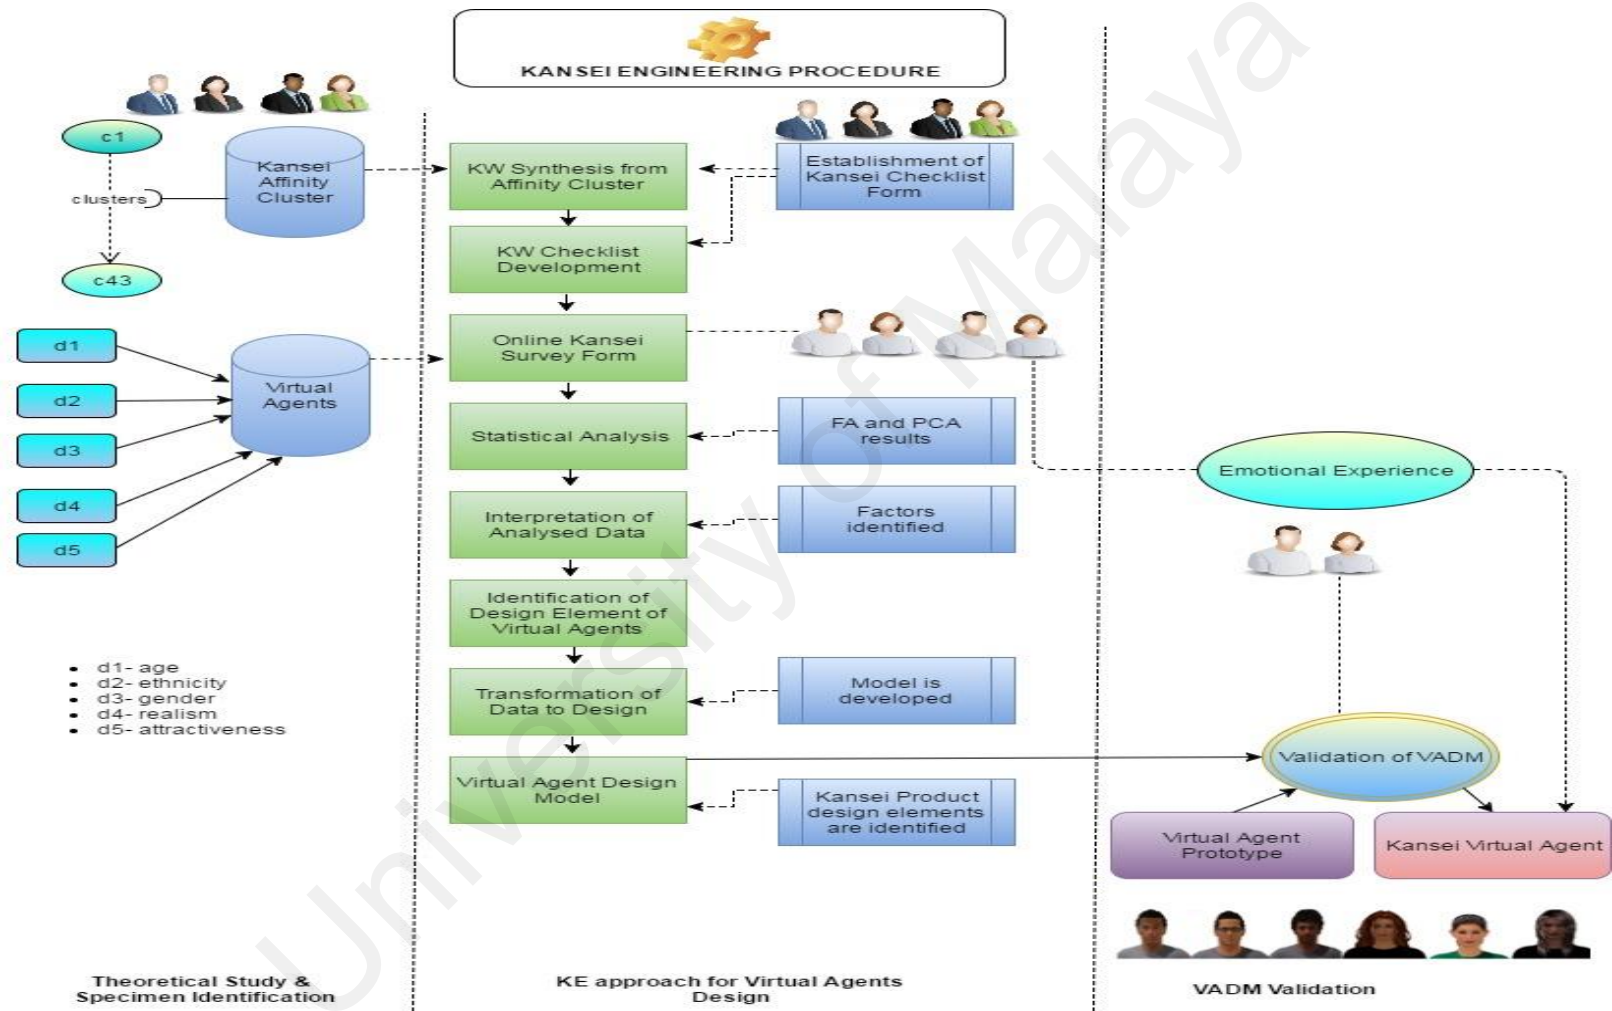 KANSEI ENGINEERING PROCEDURE
c1
clusters
c43
Kansei
Affinity
Cluster
d1
d2
d3
d4
d5
Virtual
Agents
d1- age
d2- ethnicity
d3- gender
d4- realism
d5- attractiveness
Theoretical Study &
Specimen Identification
KW Synthesis from
Affinity Cluster
KW Checklist
Development
Online Kansei
Survey Form
Statistical Analysis
Interpretation of
Analysed Data
Identification of
Design Element of
Virtual Agents
Transformation of
Data to Design
Virtual Agent Design
Model
Establishment of
Kansei Checklist
Form
FA and PCA
results
Factors
identified
Model is
developed
Kansei Product
design elements
are identified
KE approach for Virtual Agents
Design
Emotional Experience
Validation of VADM
Virtual Agent
Prototype
Kansei Virtual Agent
VADM Validation
University of Malaya